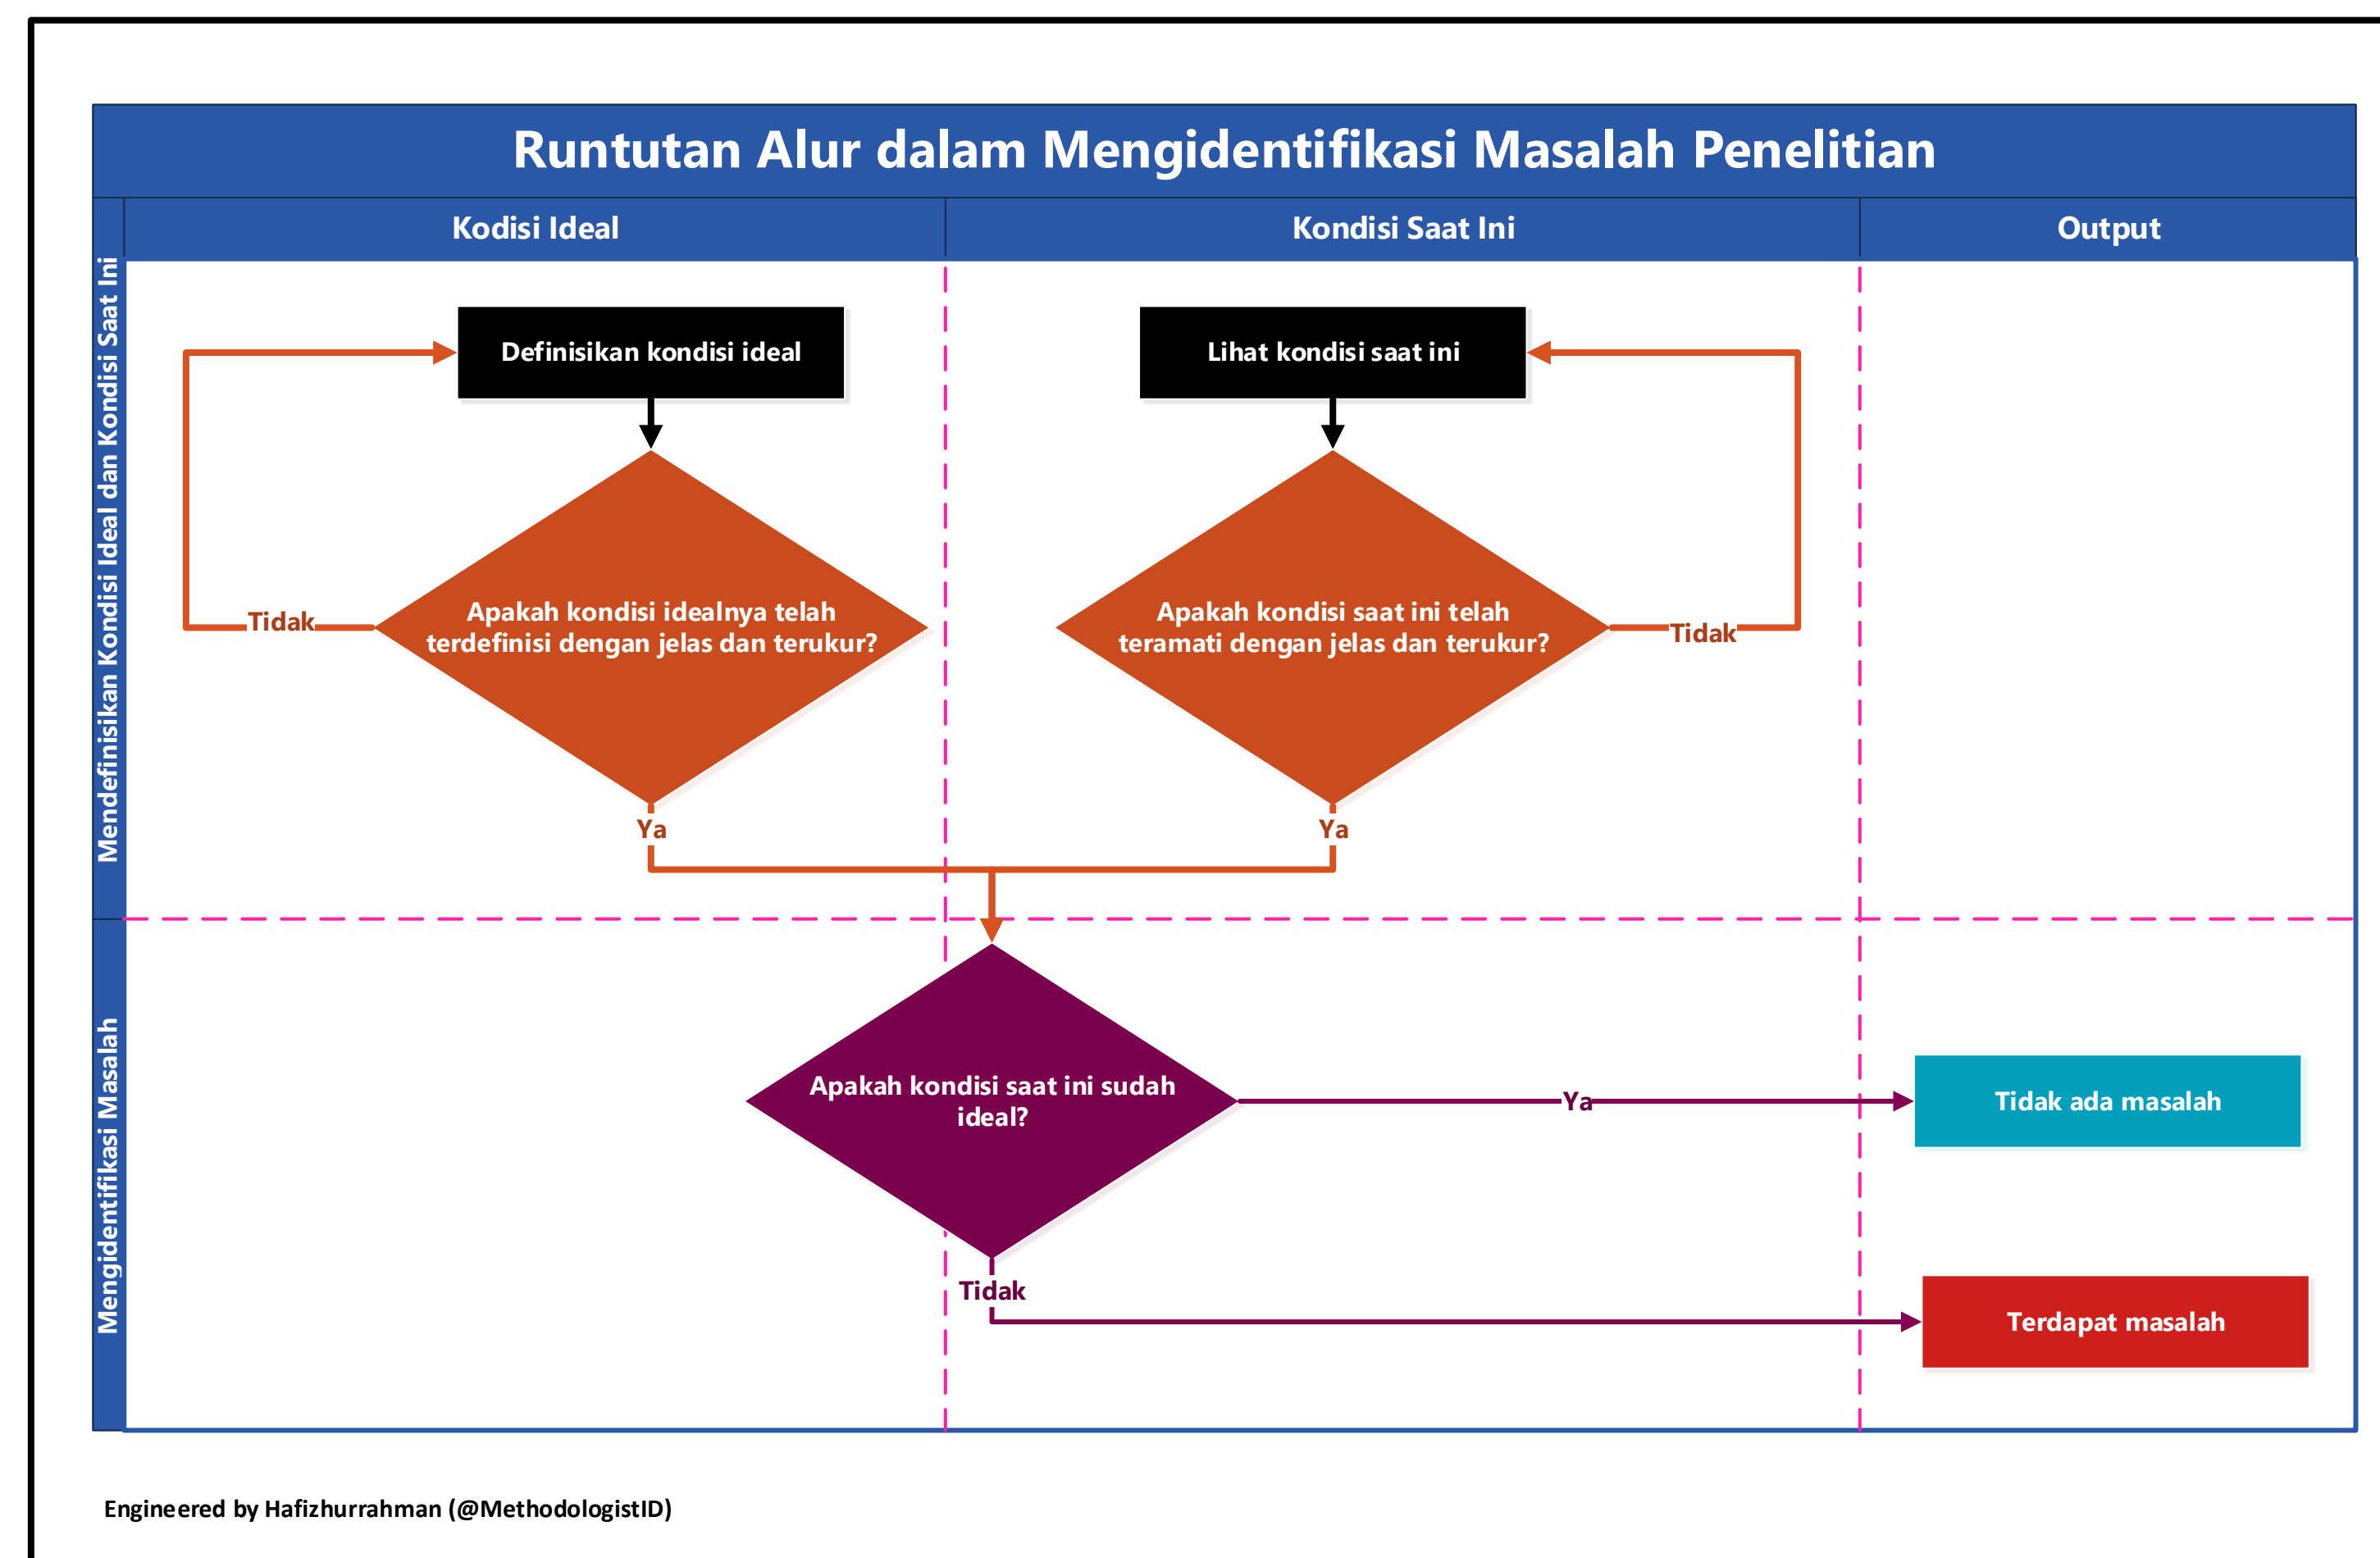 Runtutan Alur dalam Mengidentifikasi Masalah Penelitian
Kodisi Ideal
Kondisi Saat Ini
Output
Mendefinisikan Kondisi Ideal dan Kondisi Saat Ini
Definisikan kondisi ideal
Lihat kondisi saat ini
Apakah kondisi idealnya telah
terdefinisi dengan jelas dan terukur?
Tidak
Apakah kondisi saat ini telah
teramati dengan jelas dan terukur?
Tidak
Ya
Ya
Mengidentifikasi Masalah
Apakah kondisi saat ini sudah
ideal?
Ya
Tidak ada masalah
Tidak
Terdapat masalah
Engineered by Hafizhurrahman (@MethodologistID)